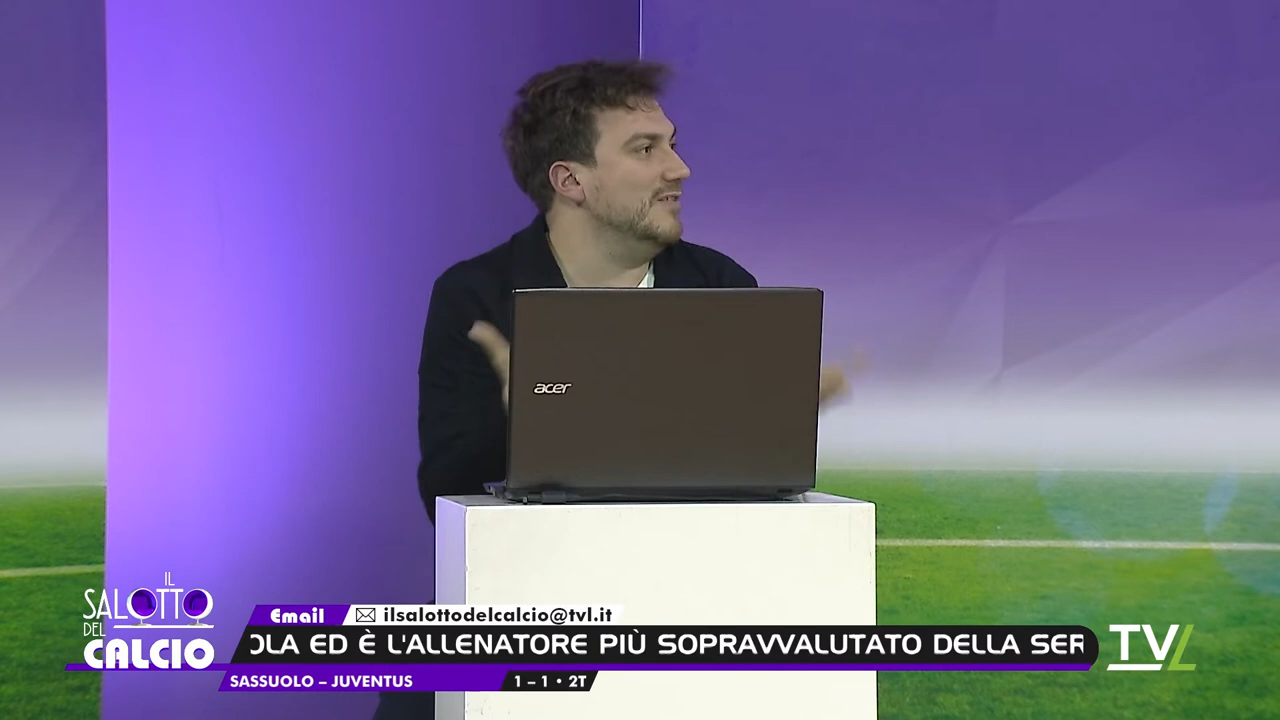 acer
IL
SALOTTO
DEL
CALCIO
Email
ilsalottodelcalcio@tvl.it
OLA ED È L'ALLENATORE PIÙ SOPRAVVALUTATO DELLA SER
TVL
SASSUOLO – JUVENTUS
1 – 1 • 2T